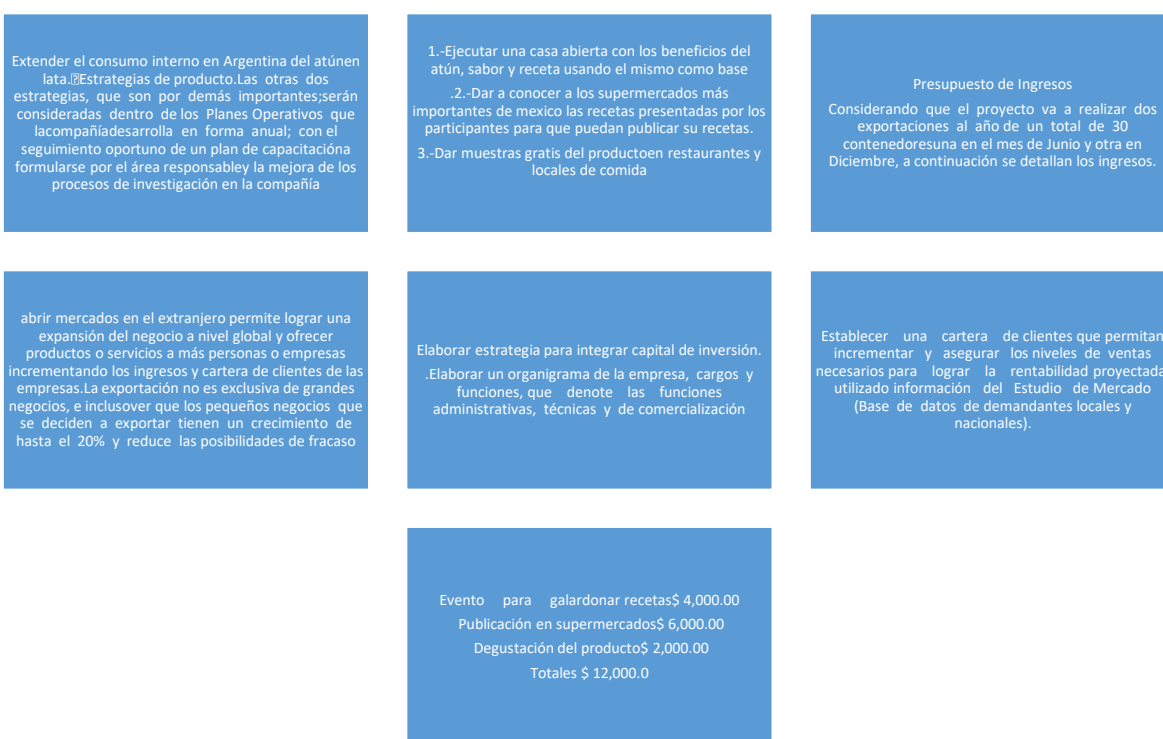 Extender el consumo interno en Argentina del atúnen
lata.⍰Estrategias de producto.Las otras dos
estrategias, que son por demás importantes;serán
consideradas dentro de los Planes Operativos que
lacompañíadesarrolla en forma anual; con el
seguimiento oportuno de un plan de capacitacióna
formularse por el área responsabley la mejora de los
procesos de investigación en la compañía
1.-Ejecutar una casa abierta con los beneficios del
atún, sabor y receta usando el mismo como base
.2.-Dar a conocer a los supermercados más
importantes de mexico las recetas presentadas por los
participantes para que puedan publicar su recetas.
3.-Dar muestras gratis del productoen restaurantes y
locales de comida
Presupuesto de Ingresos
Considerando que el proyecto va a realizar dos
exportaciones al año de un total de 30
contenedoresuna en el mes de Junio y otra en
Diciembre, a continuación se detallan los ingresos.
abrir mercados en el extranjero permite lograr una
expansión del negocio a nivel global y ofrecer
productos o servicios a más personas o empresas
incrementando los ingresos y cartera de clientes de las
empresas.La exportación no es exclusiva de grandes
negocios, e inclusover que los pequeños negocios que
se deciden a exportar tienen un crecimiento de
hasta el 20% y reduce las posibilidades de fracaso
Elaborar estrategia para integrar capital de inversión.
.Elaborar un organigrama de la empresa, cargos y
funciones, que denote las funciones
administrativas, técnicas y de comercialización
Establecer una cartera de clientes que permitan
incrementar y asegurar los niveles de ventas
necesarios para lograr la rentabilidad proyectada
utilizado información del Estudio de Mercado
(Base de datos de demandantes locales y
nacionales).
Evento para galardonar recetas$ 4,000.00
Publicación en supermercados$ 6,000.00
Degustación del producto$ 2,000.00
Totales $ 12,000.0